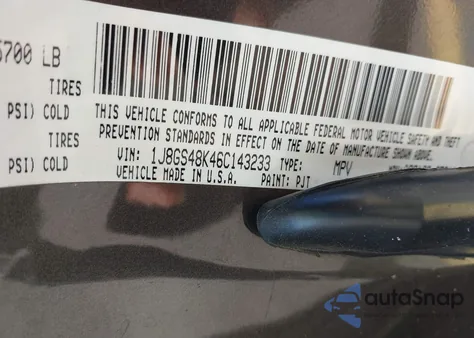 5700 LB
TIRES
PSI) COLD
TIRES
PSI) COLD
THIS VEHICLE CONFORMS TO ALL APPLICABLE FEDERAL MOTOR VEHICLE SAFETY AND THEFT
PREVENTION STANDARDS IN EFFECT ON THE DATE OF MANUFACTURE SHOWN ABOVE.
VIN: 1J8GS48K46C143233 TYPE: MPV
VEHICLE MADE IN U.S.A. PAINT: PJT
autoSnap